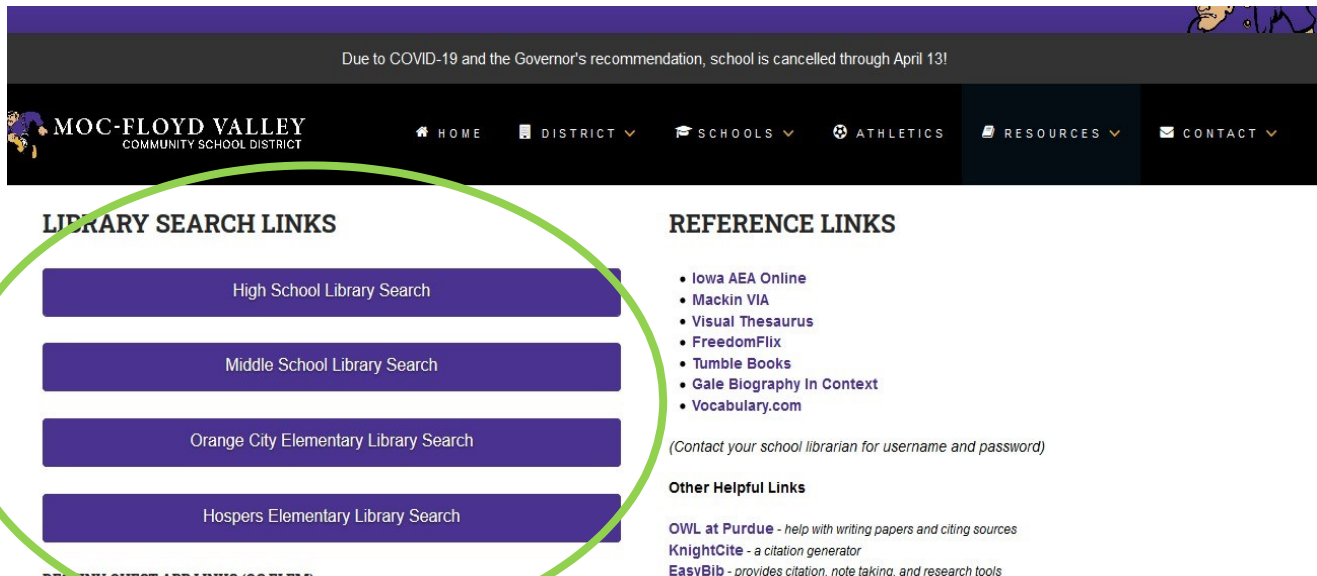 Due to COVID-19 and the Governor's recommendation, school is cancelled through April 13!
MOC-FLOYD VALLEY
COMMUNITY SCHOOL DISTRICT
HOME
DISTRICT
SCHOOLS
ATHLETICS
RESOURCES
CONTACT
LIBRARY SEARCH LINKS
High School Library Search
Middle School Library Search
Orange City Elementary Library Search
Hospers Elementary Library Search
REFERENCE LINKS
• Iowa AEA Online
• Mackin VIA
• Visual Thesaurus
• FreedomFlix
• Tumble Books
• Gale Biography In Context
• Vocabulary.com
(Contact your school librarian for username and password)
Other Helpful Links
OWL at Purdue - help with writing papers and citing sources
KnightCite - a citation generator
EasyBib - provides citation, note taking, and research tools